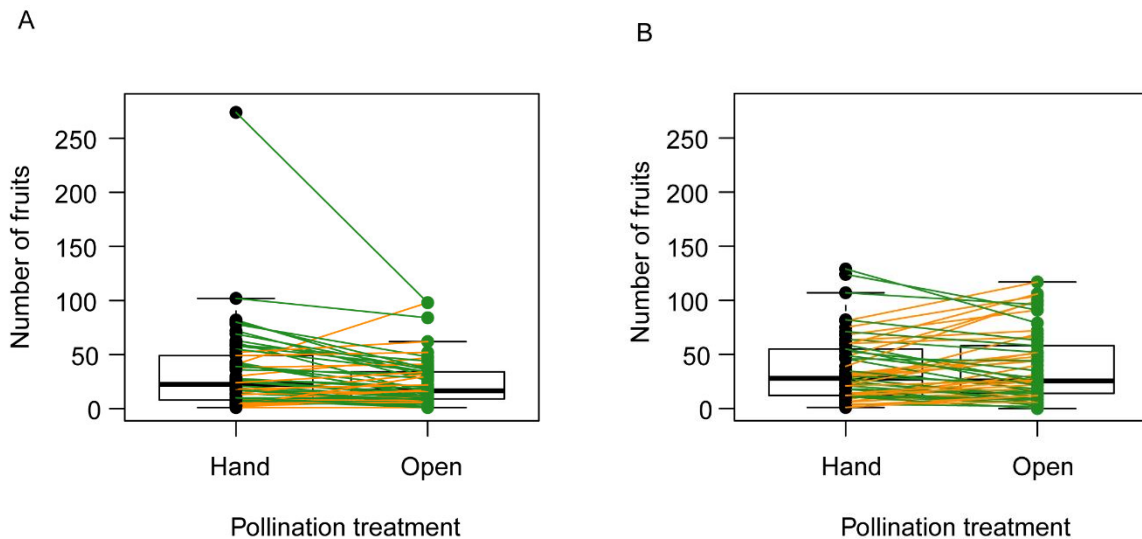 A
Number of fruits
250
200
150
100
50
0
Hand Open
Pollination treatment
B
Number of fruits
250
200
150
100
50
0
Hand Open
Pollination treatment